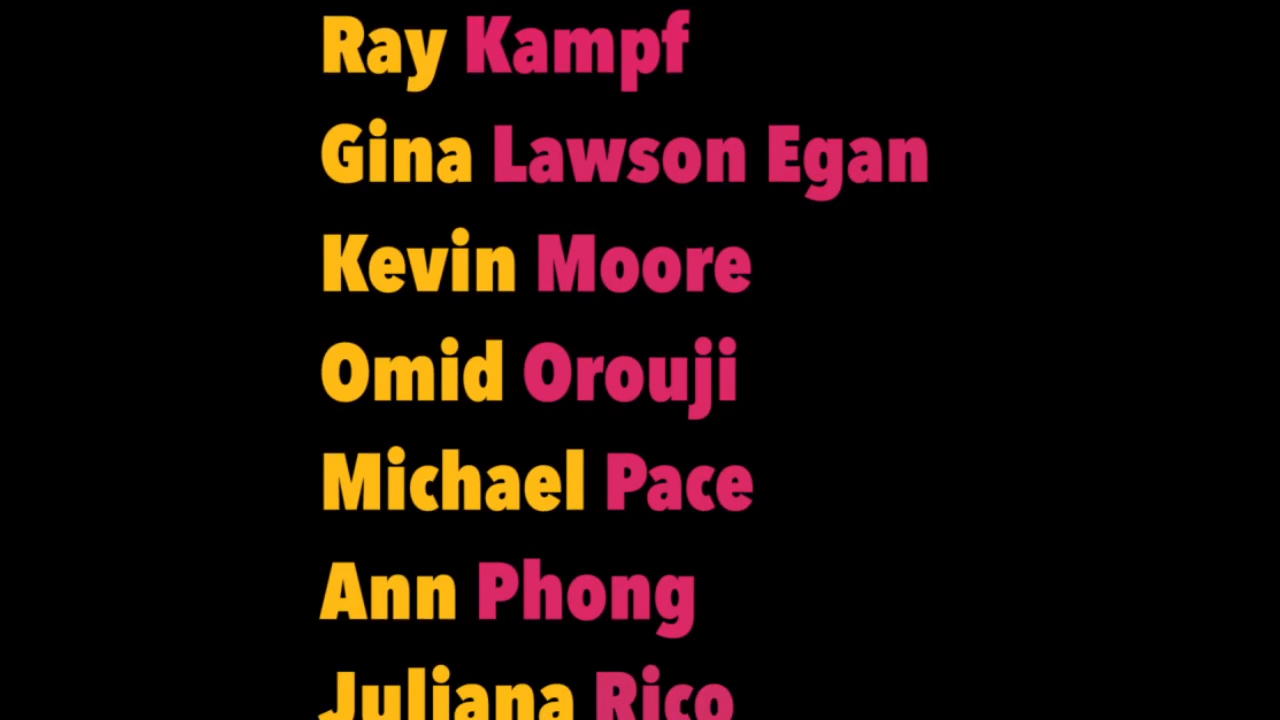 Ray Kampf
Gina Lawson Egan
Kevin Moore
Omid Orouji
Michael Pace
Ann Phong
Juliana Rico